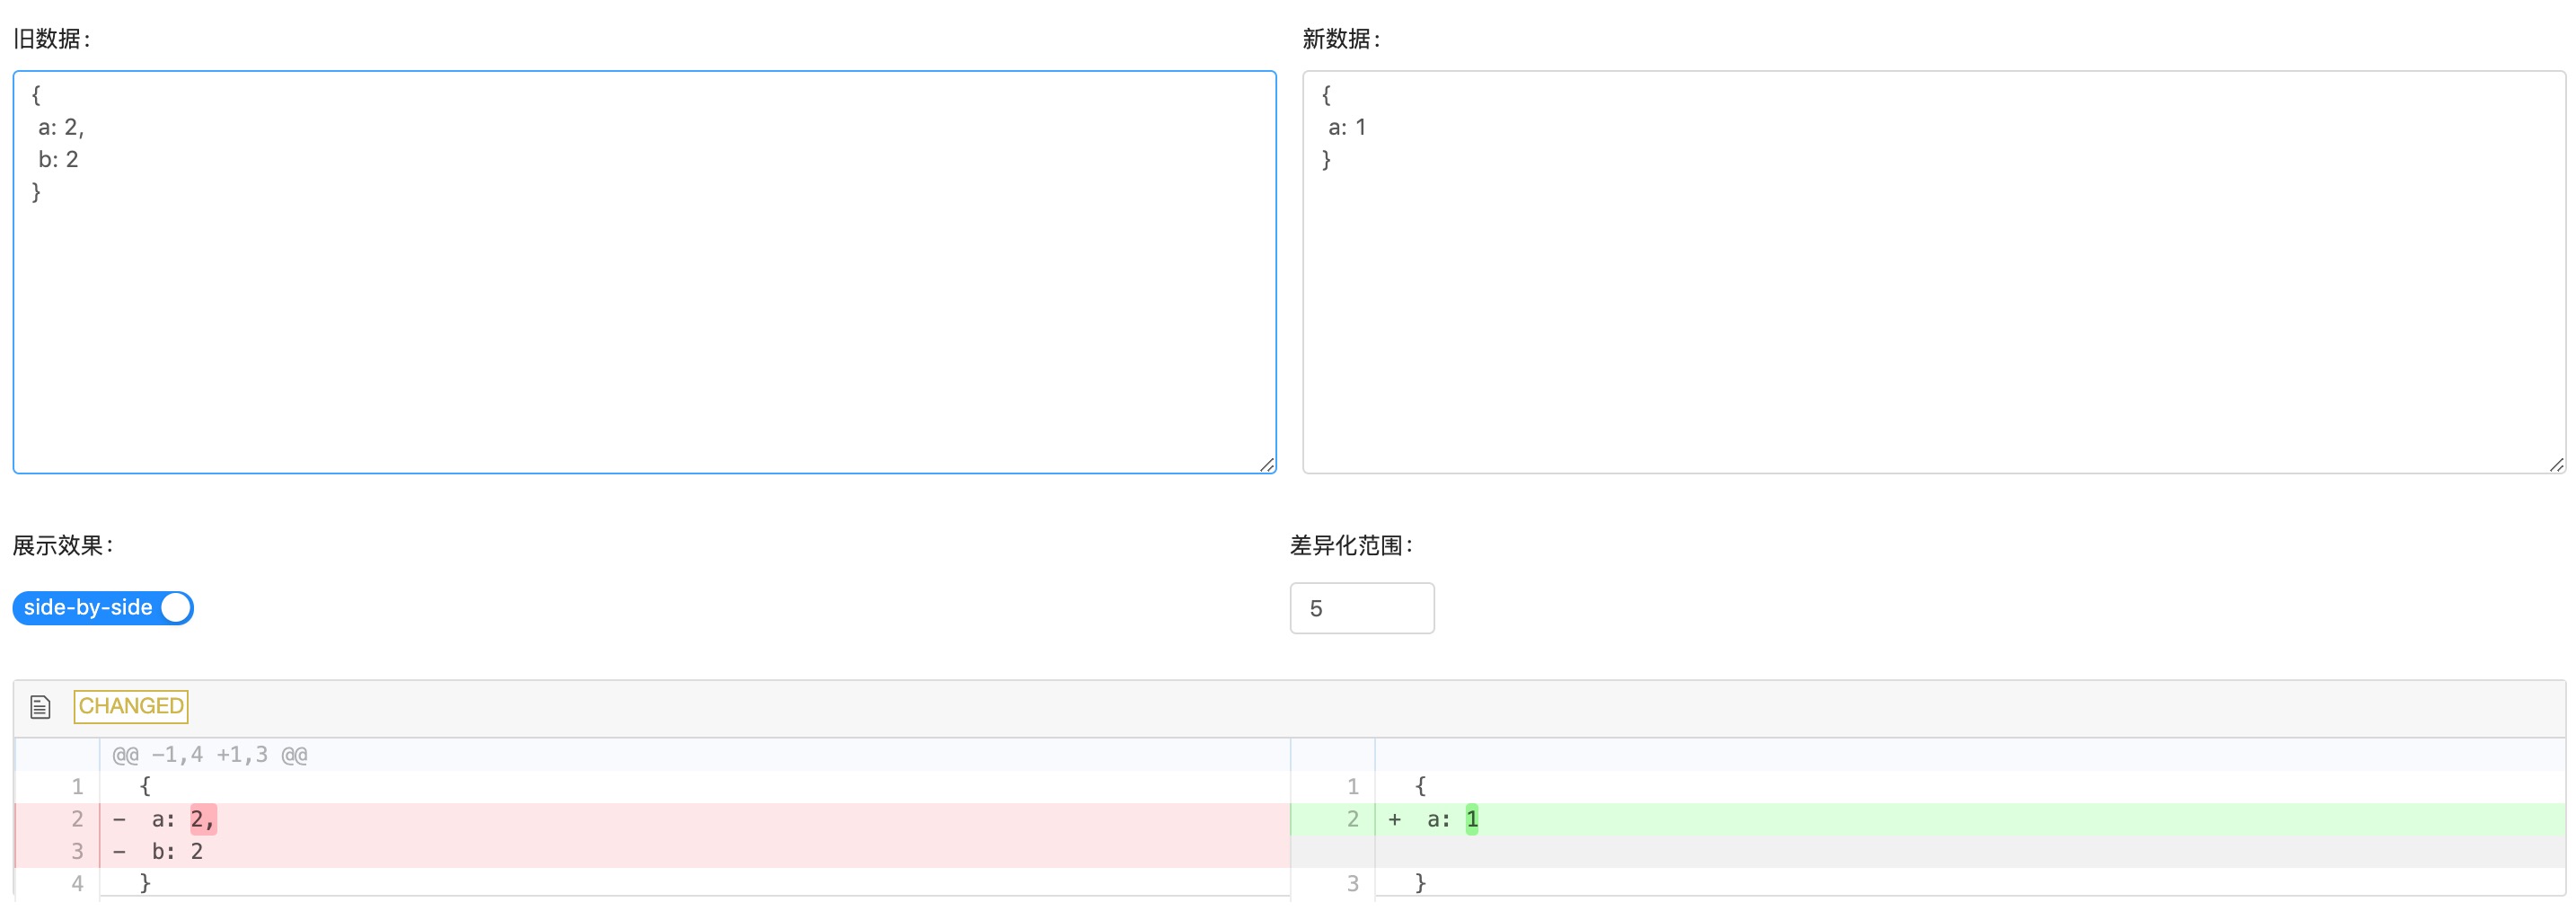 旧数据：
{
 a: 2,
 b: 2
}
新数据：
{
 a: 1
}
展示效果：
side-by-side
差异化范围：
5
CHANGED
@@ -1,4 +1,3 @@
1 {
2 - a: 2,
3 - b: 2
4 }
1 {
2 + a: 1
3 }